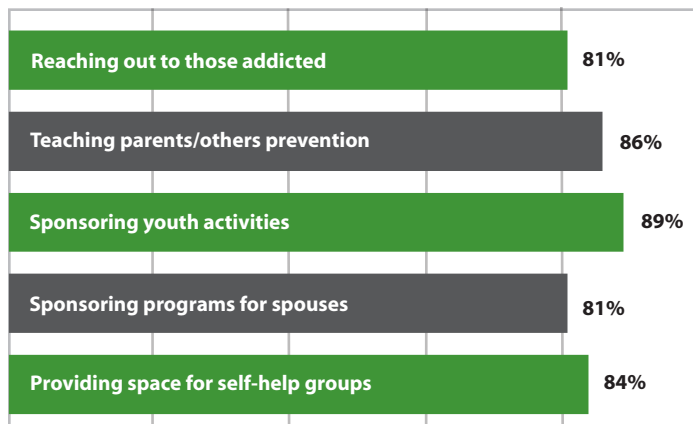 Reaching out to those addicted 81%
Teaching parents/others prevention 86%
Sponsoring youth activities 89%
Sponsoring programs for spouses 81%
Providing space for self-help groups 84%